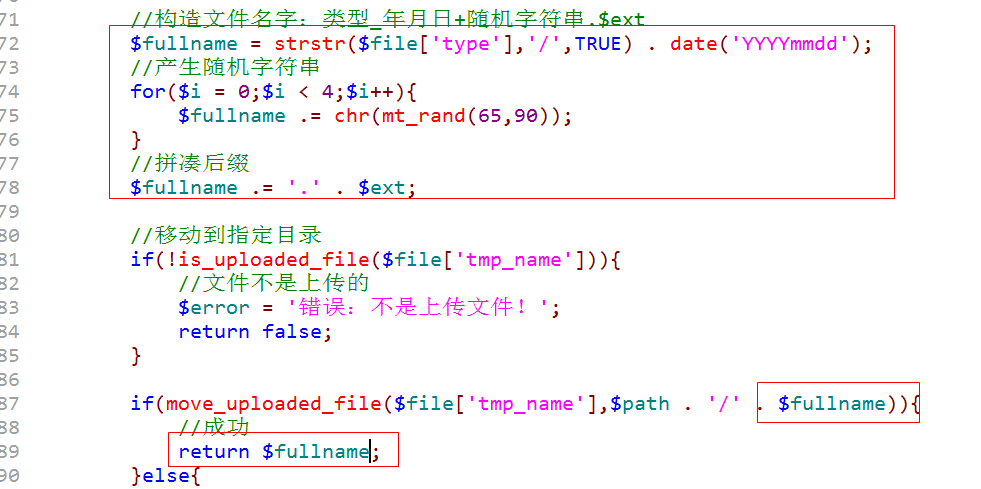 71 //构造文件名字：类型_年月日+随机字符串.$ext
72 $fullname = strstr($file['type'],'/',TRUE) . date('YYYYmmdd');
73 //产生随机字符串
74 for($i = 0;$i < 4;$i++){
75 $fullname .= chr(mt_rand(65,90));
76 }
77 //拼凑后缀
78 $fullname .= '.' . $ext;
79
80 //移动到指定目录
81 if(!is_uploaded_file($file['tmp_name'])){
82 //文件不是上传的
83 $error = '错误：不是上传文件！';
84 return false;
85 }
86
87 if(move_uploaded_file($file['tmp_name'],$path . '/' . $fullname)){
88 //成功
89 return $fullname;
90 }else{